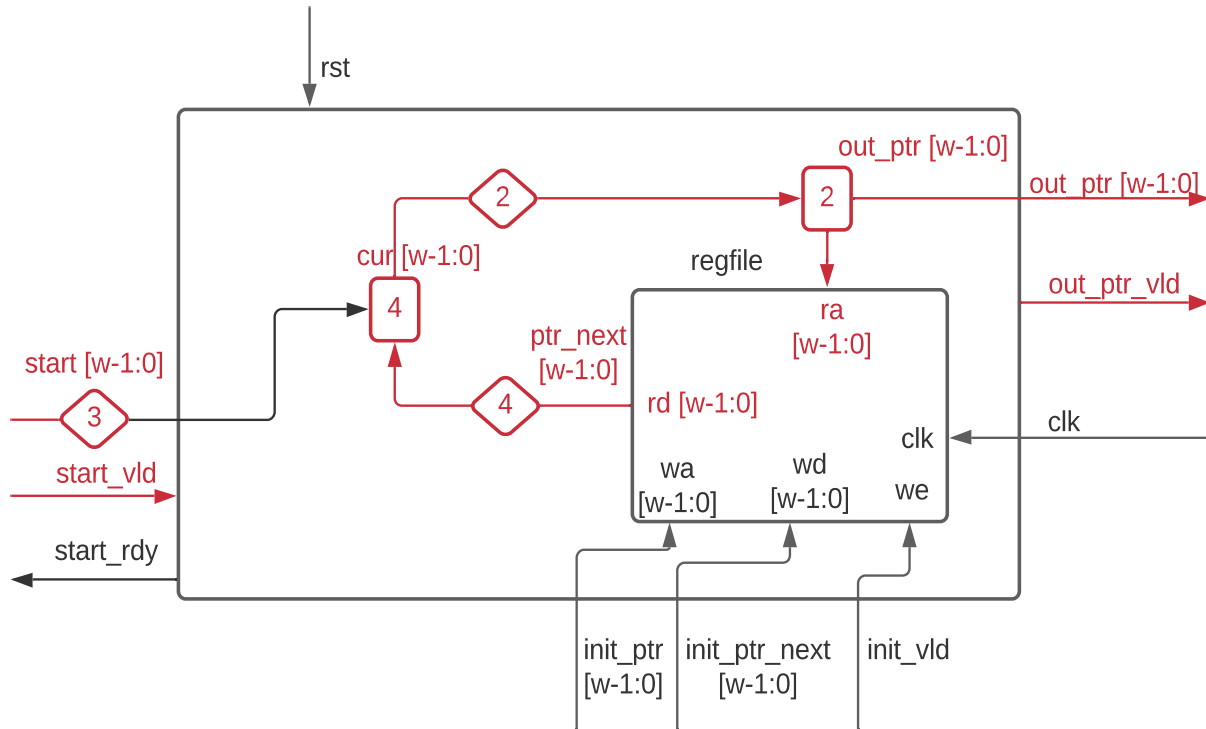 rst
out_ptr [w-1:0]
out_ptr [w-1:0]
2
2
cur [w-1:0]
regfile
out_ptr_vld
4
ra
[w-1:0]
ptr_next
[w-1:0]
start [w-1:0]
3
4
rd [w-1:0]
clk
clk
start_vld
wa
[w-1:0]
wd
[w-1:0]
we
start_rdy
init_ptr
[w-1:0]
init_ptr_next
[w-1:0]
init_vld